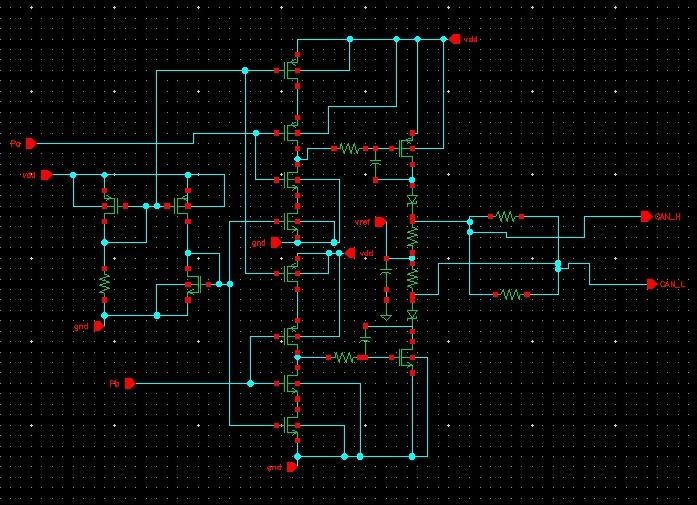 vdd
Pa
vdd
CAN_H
vref
gnd
vdd
CAN_L
gnd
Pb
gnd